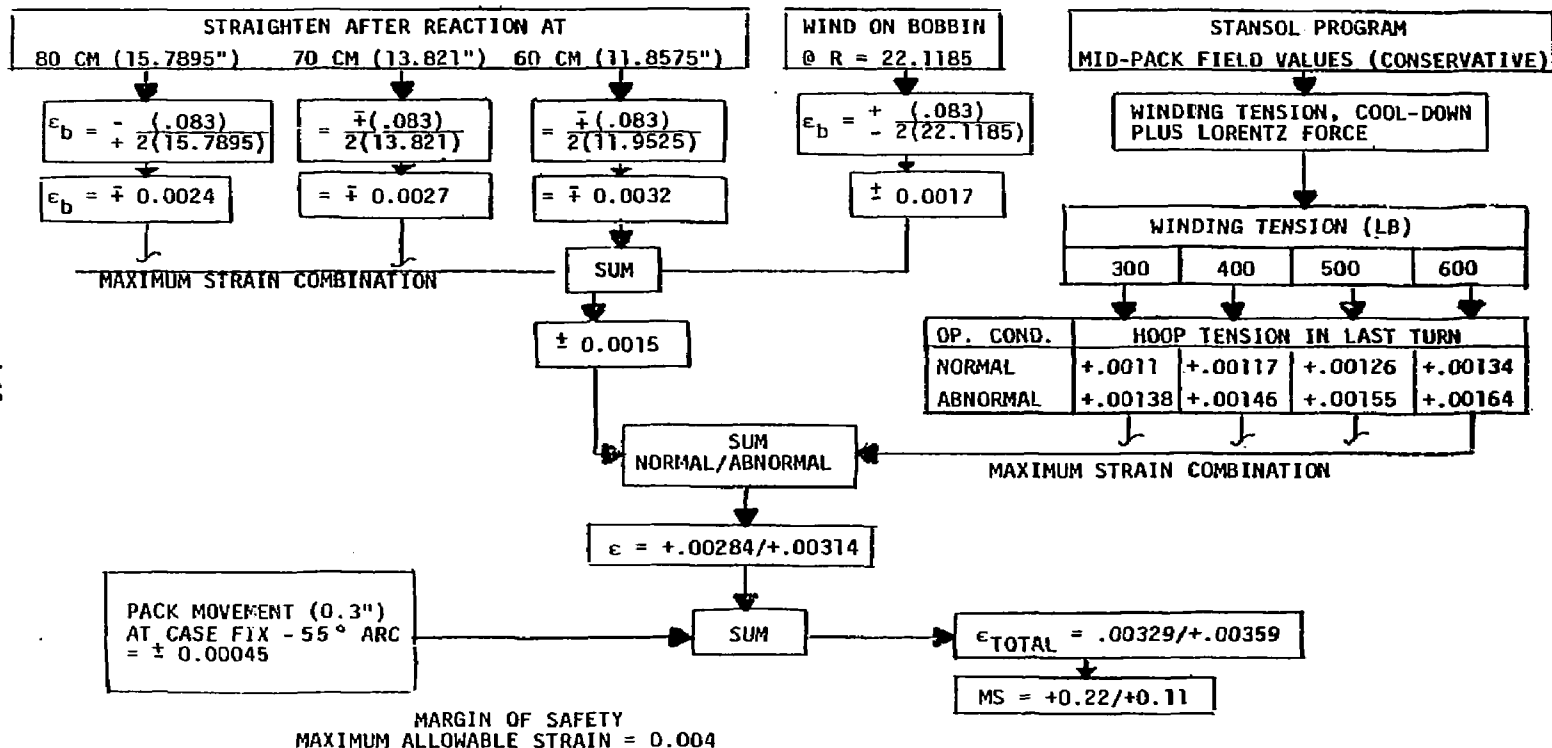 STRAIGHTEN AFTER REACTION AT
80 CM (15.7895") 70 CM (13.821") 60 CM (11.8575")
WIND ON BOBBIN
@ R = 22.1185
STANSOL PROGRAM
MID-PACK FIELD VALUES (CONSERVATIVE)
εb = -+ (.083) / 2(15.7895)
= ∓(.083) / 2(13.821)
= ∓(.083) / 2(11.9525)
εb = +- (.083) / 2(22.1185)
WINDING TENSION, COOL-DOWN
PLUS LORENTZ FORCE
εb = ∓ 0.0024
= ∓ 0.0027
= ∓ 0.0032
± 0.0017
WINDING TENSION (LB)
300 400 500 600
MAXIMUM STRAIN COMBINATION
SUM
± 0.0015
OP. COND. HOOP TENSION IN LAST TURN
NORMAL +.0011 +.00117 +.00126 +.00134
ABNORMAL +.00138 +.00146 +.00155 +.00164
SUM
NORMAL/ABNORMAL
MAXIMUM STRAIN COMBINATION
ε = +.00284/+.00314
PACK MOVEMENT (0.3")
AT CASE FIX - 55° ARC
= ± 0.00045
SUM
εTOTAL = .00329/+.00359
MS = +0.22/+0.11
MARGIN OF SAFETY
MAXIMUM ALLOWABLE STRAIN = 0.004